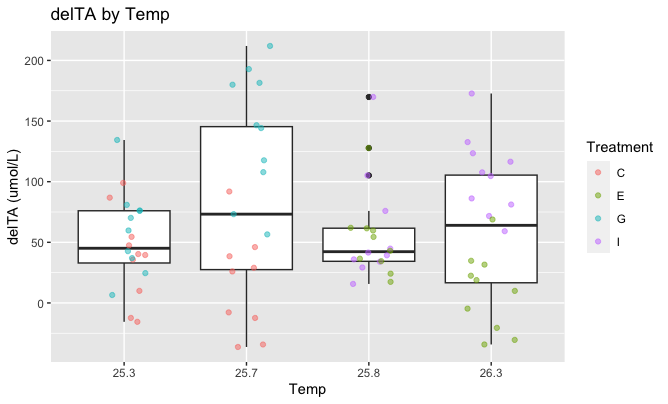 delTA by Temp
200
150
100
50
0
delTA (umol/L)
25.3
25.7
25.8
26.3
Temp
Treatment
C
E
G
I